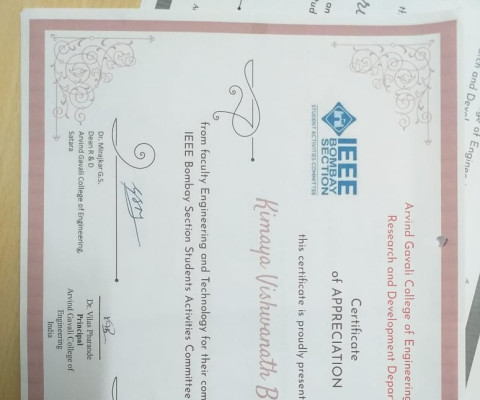 IEEE
BOMBAY
SECTION
STUDENT ACTIVITIES COMMITTEE
Arvind Gavali College of Engineering
Research and Development Depar
Certificate
of APPRECIATION
this certificate is proudly present
Kimaya Vishwanath B
from faculty Engineering and Technology for their com
IEEE Bombay Section Students Activities Committee
Dr. Mirajkar G.S.
Dean R & D
Arvind Gavali College of Engineering,
Satara
Dr. Vilas Pharande
Principal
Arvind Gavali College of
Engineering
India